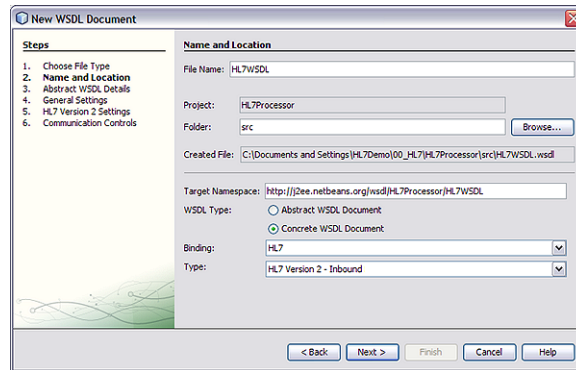 New WSDL Document
Steps
1. Choose File Type
2. Name and Location
3. Abstract WSDL Details
4. General Settings
5. HL7 Version 2 Settings
6. Communication Controls
Name and Location
File Name: HL7WSDL
Project: HL7Processor
Folder: src Browse...
Created File: C:\Documents and Settings\HL7Demo\00_HL7\HL7Processor\src\HL7WSDL.wsdl
Target Namespace: http://j2ee.netbeans.org/wsdl/HL7Processor/HL7WSDL
WSDL Type: Abstract WSDL Document
Concrete WSDL Document
Binding: HL7
Type: HL7 Version 2 - Inbound
< Back Next > Finish Cancel Help